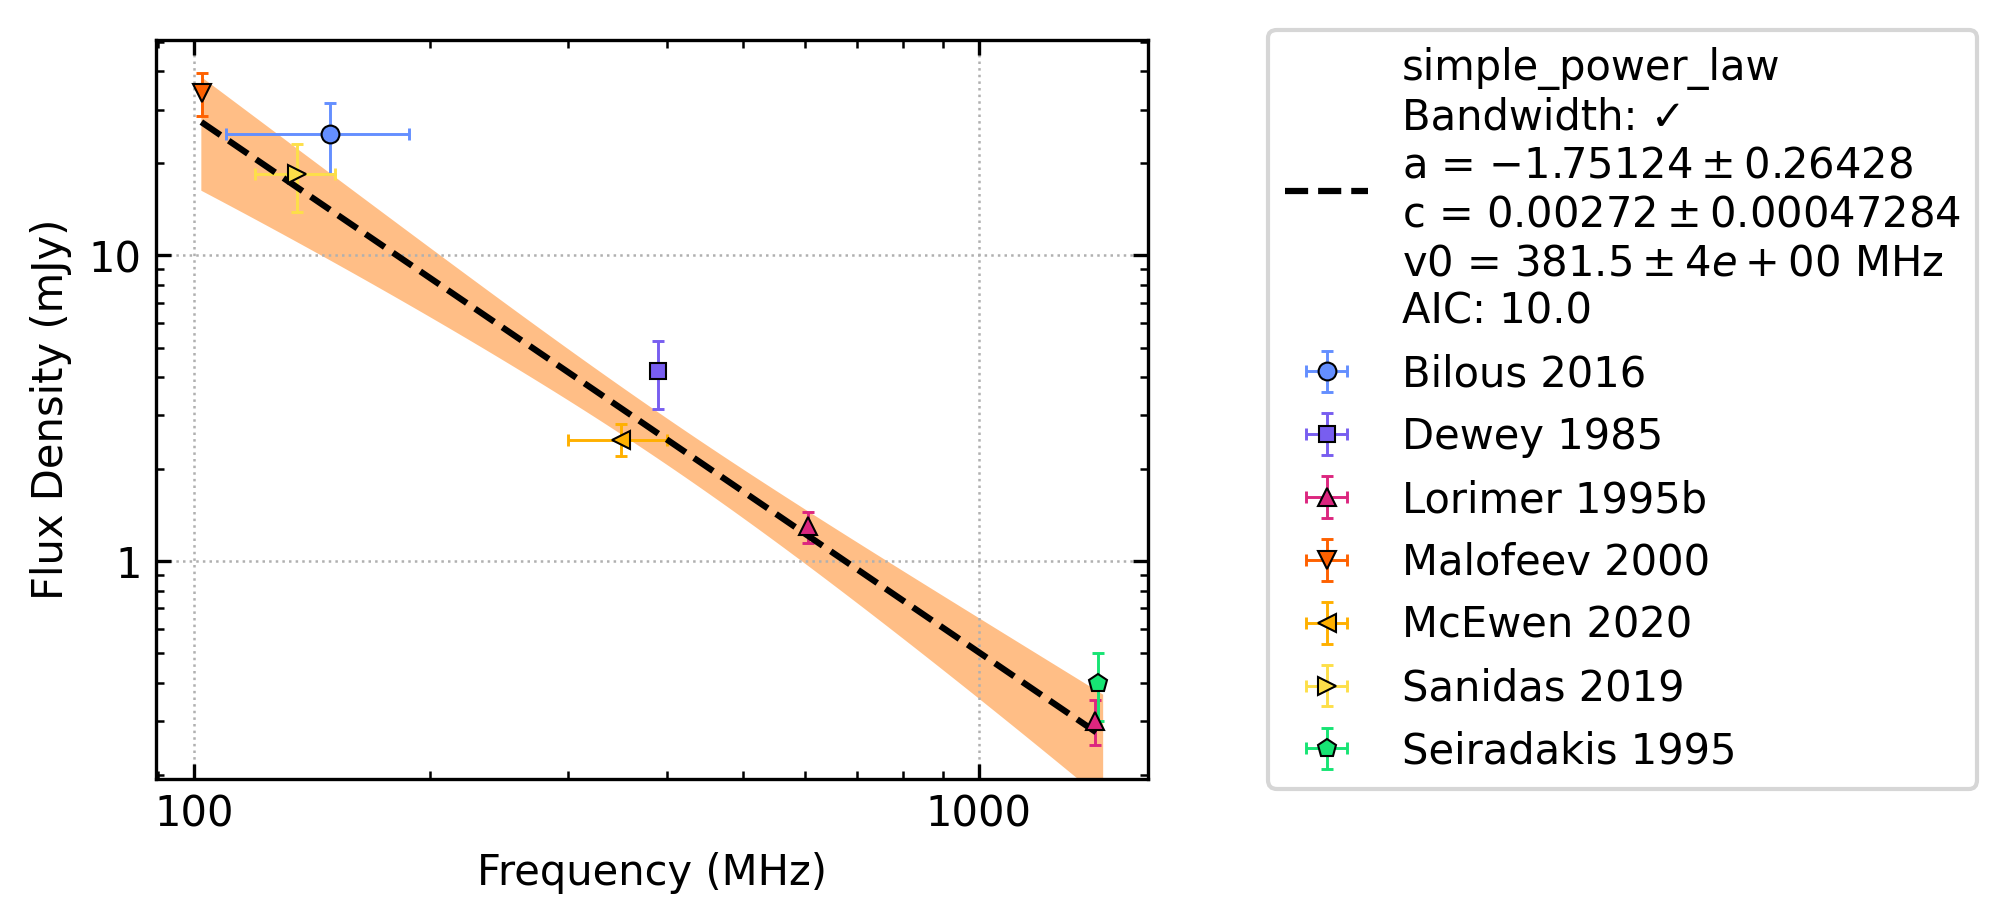 Flux Density (mJy)
10
1
100
1000
Frequency (MHz)
simple_power_law
Bandwidth: ✓
a = −1.75124 ± 0.26428
c = 0.00272 ± 0.00047284
v0 = 381.5 ± 4e + 00 MHz
AIC: 10.0
Bilous 2016
Dewey 1985
Lorimer 1995b
Malofeev 2000
McEwen 2020
Sanidas 2019
Seiradakis 1995